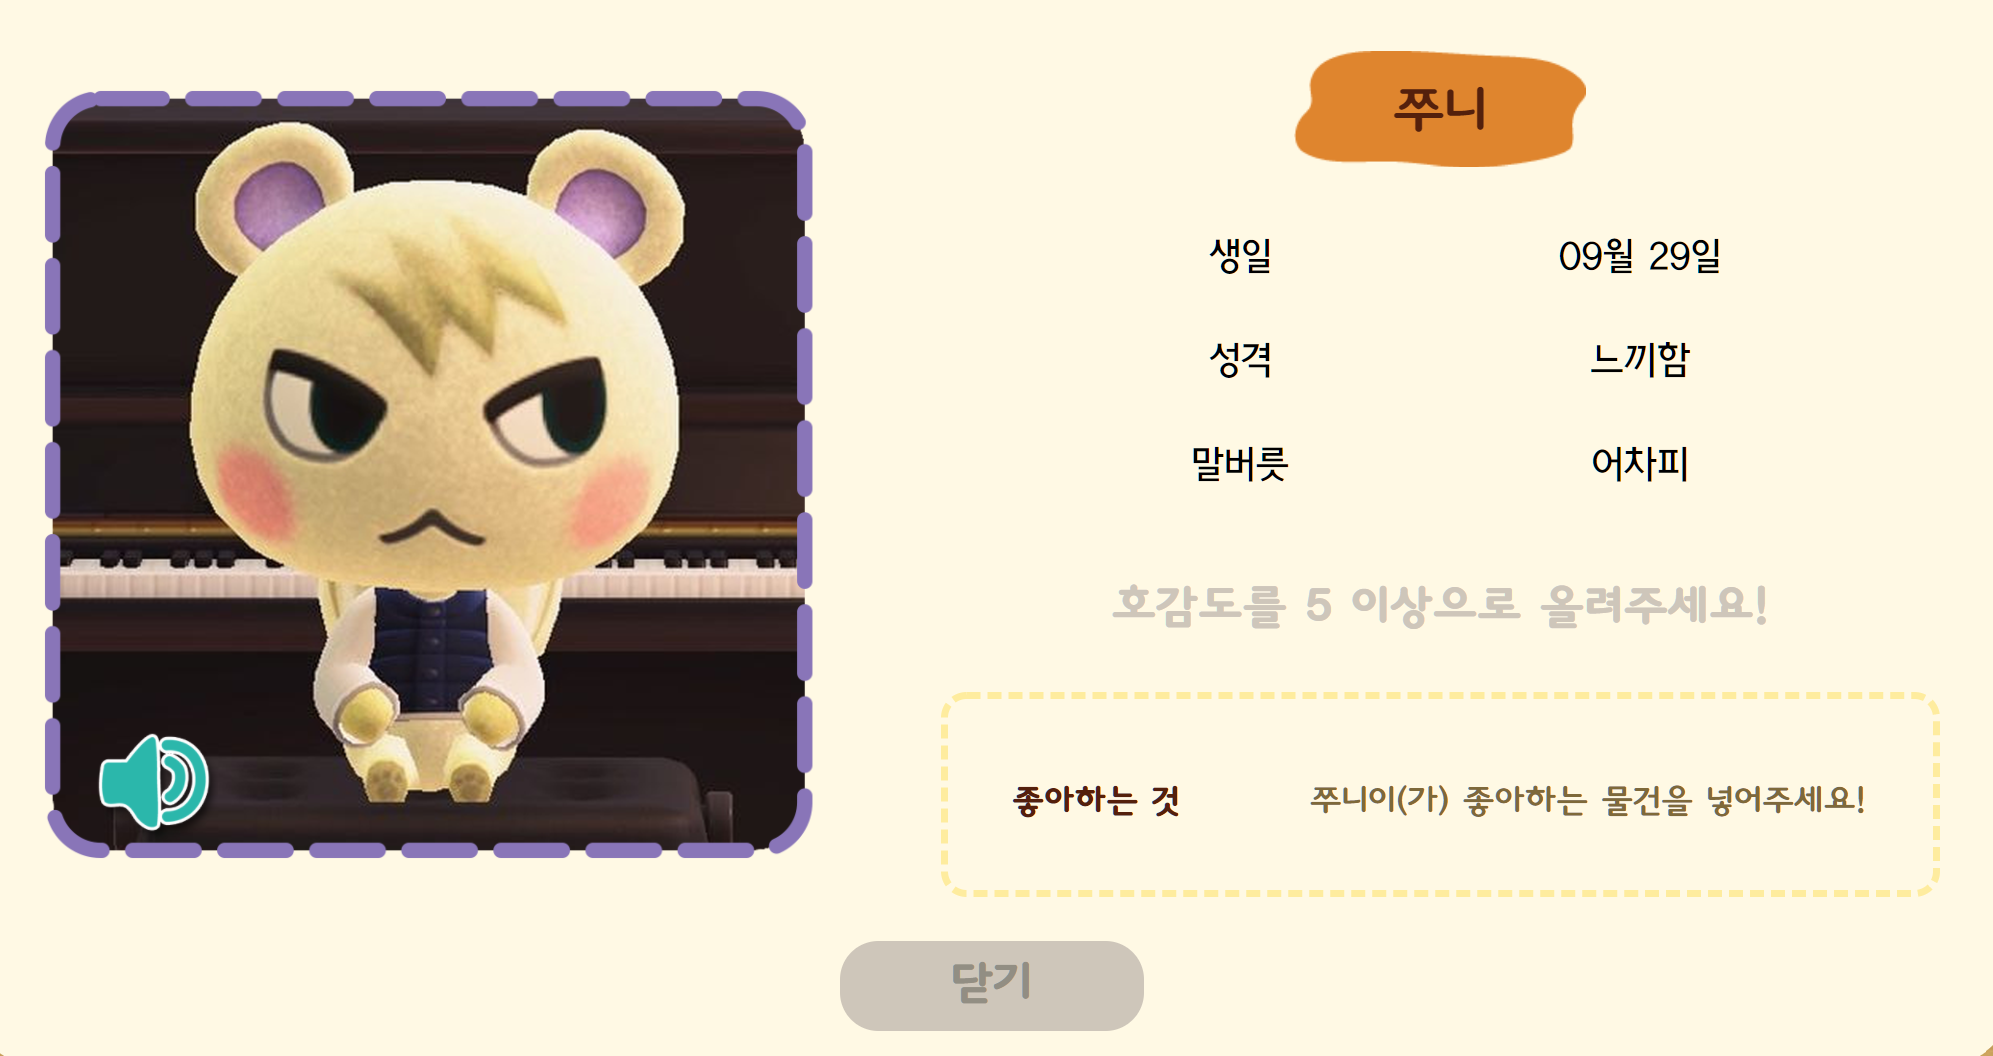 쭈니
생일 09월 29일
성격 느끼함
말버릇 어차피
호감도를 5 이상으로 올려주세요!
좋아하는 것 쭈니이(가) 좋아하는 물건을 넣어주세요!
닫기